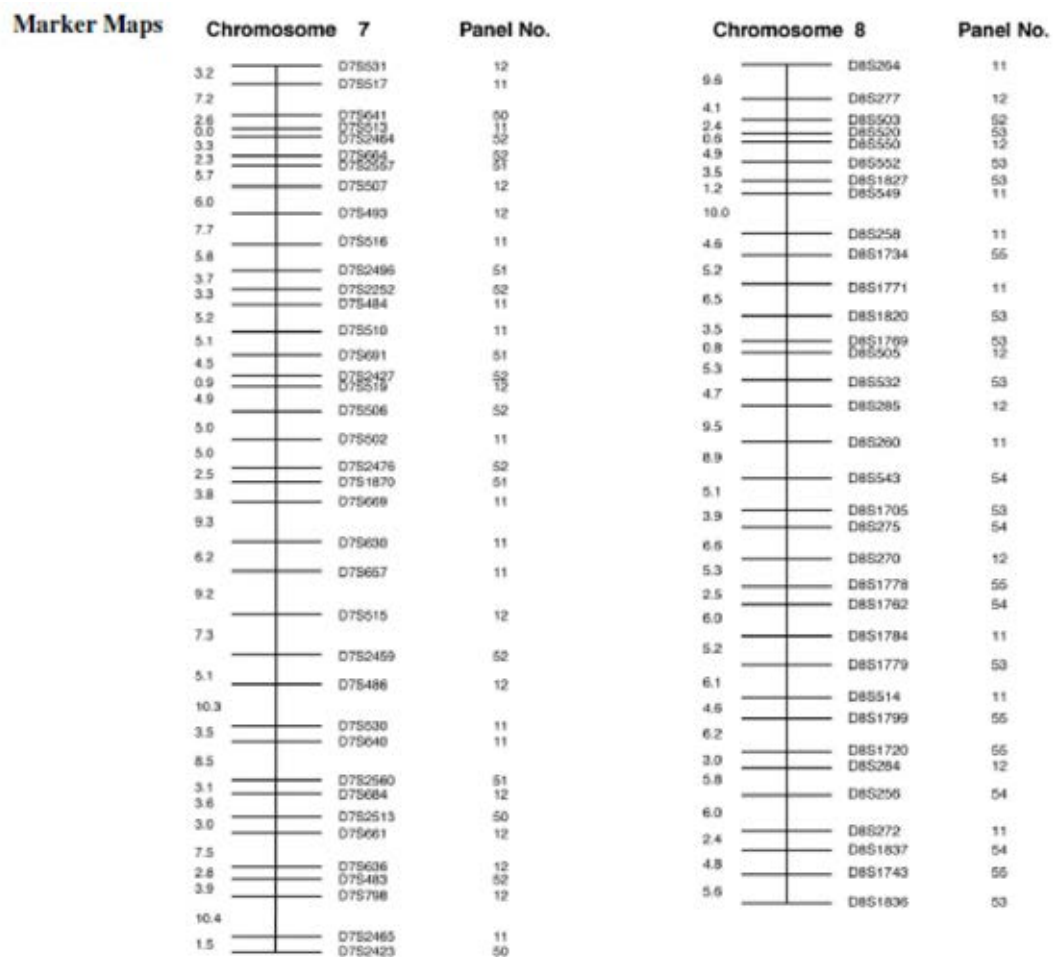 Marker Maps
Chromosome 7 Panel No.
D7S531 12
3.2
D7S517 11
7.2
D7S641 50
2.6
D7S513 11
0.0
D7S2464 52
3.3
D7S664 52
2.3
D7S2557 51
5.7
D7S507 12
6.0
D7S493 12
7.7
D7S516 11
5.8
D7S2496 51
3.7
D7S2252 52
3.3
D7S484 11
5.2
D7S510 11
5.1
D7S691 51
4.5
D7S2427 52
0.9
D7S519 12
4.9
D7S506 52
5.0
D7S502 11
5.0
D7S2476 52
2.5
D7S1870 51
3.8
D7S669 11
9.3
D7S630 11
6.2
D7S657 11
9.2
D7S515 12
7.3
D7S2459 52
5.1
D7S486 12
10.3
D7S530 11
3.5
D7S640 11
8.5
D7S2560 51
3.1
D7S684 12
3.6
D7S2513 50
3.0
D7S661 12
7.5
D7S636 12
2.8
D7S483 52
3.9
D7S798 12
10.4
D7S2465 11
1.5
D7S2423 50
Chromosome 8 Panel No.
D8S264 11
9.6
D8S277 12
4.1
D8S503 52
2.4
D8S520 53
0.6
D8S550 12
4.9
D8S552 53
3.5
D8S1827 53
1.2
D8S549 11
10.0
D8S258 11
4.6
D8S1734 55
5.2
D8S1771 11
6.5
D8S1820 53
3.5
D8S1769 53
0.8
D8S505 12
5.3
D8S532 53
4.7
D8S285 12
9.5
D8S260 11
8.9
D8S543 54
5.1
D8S1705 53
3.9
D8S275 54
6.6
D8S270 12
5.3
D8S1778 55
2.5
D8S1762 54
6.0
D8S1784 11
5.2
D8S1779 53
6.1
D8S514 11
4.6
D8S1799 55
6.2
D8S1720 55
3.0
D8S284 12
5.8
D8S256 54
6.0
D8S272 11
2.4
D8S1837 54
4.8
D8S1743 55
5.6
D8S1836 53